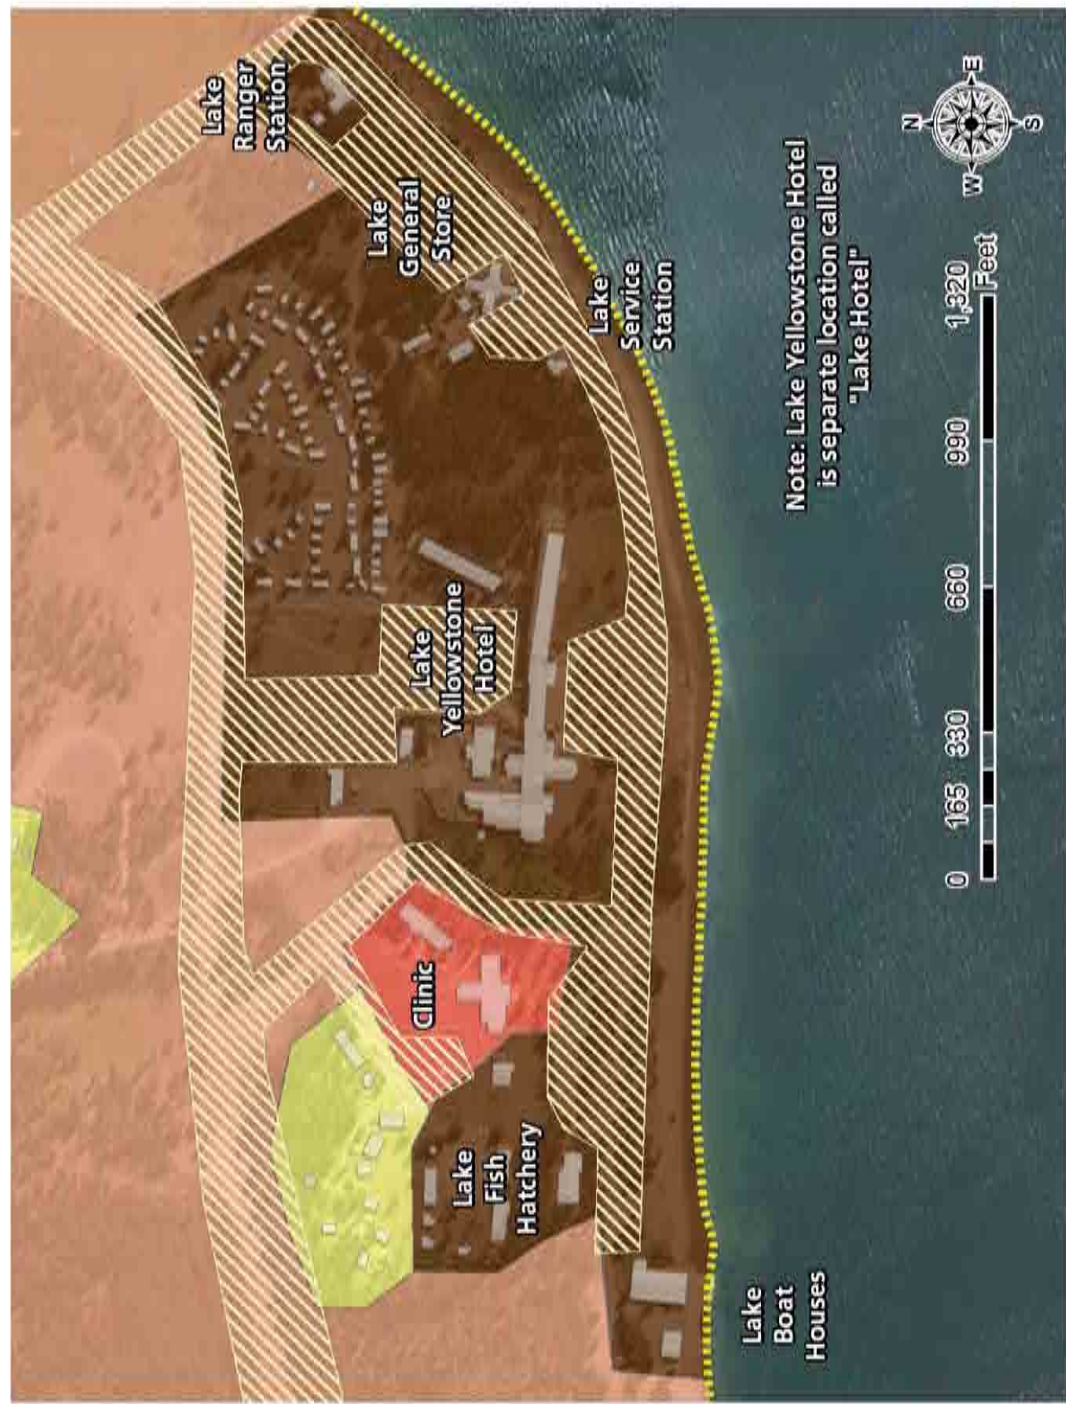 Lake
Ranger
Station
Lake
General
Store
Lake
Service
Station
Lake
Yellowstone
Hotel
Clinic
Lake
Fish
Hatchery
Lake
Boat
Houses
Note: Lake Yellowstone Hotel
is separate location called
"Lake Hotel"
N
E
S
W
0 165 330 660 990 1,320
Feet